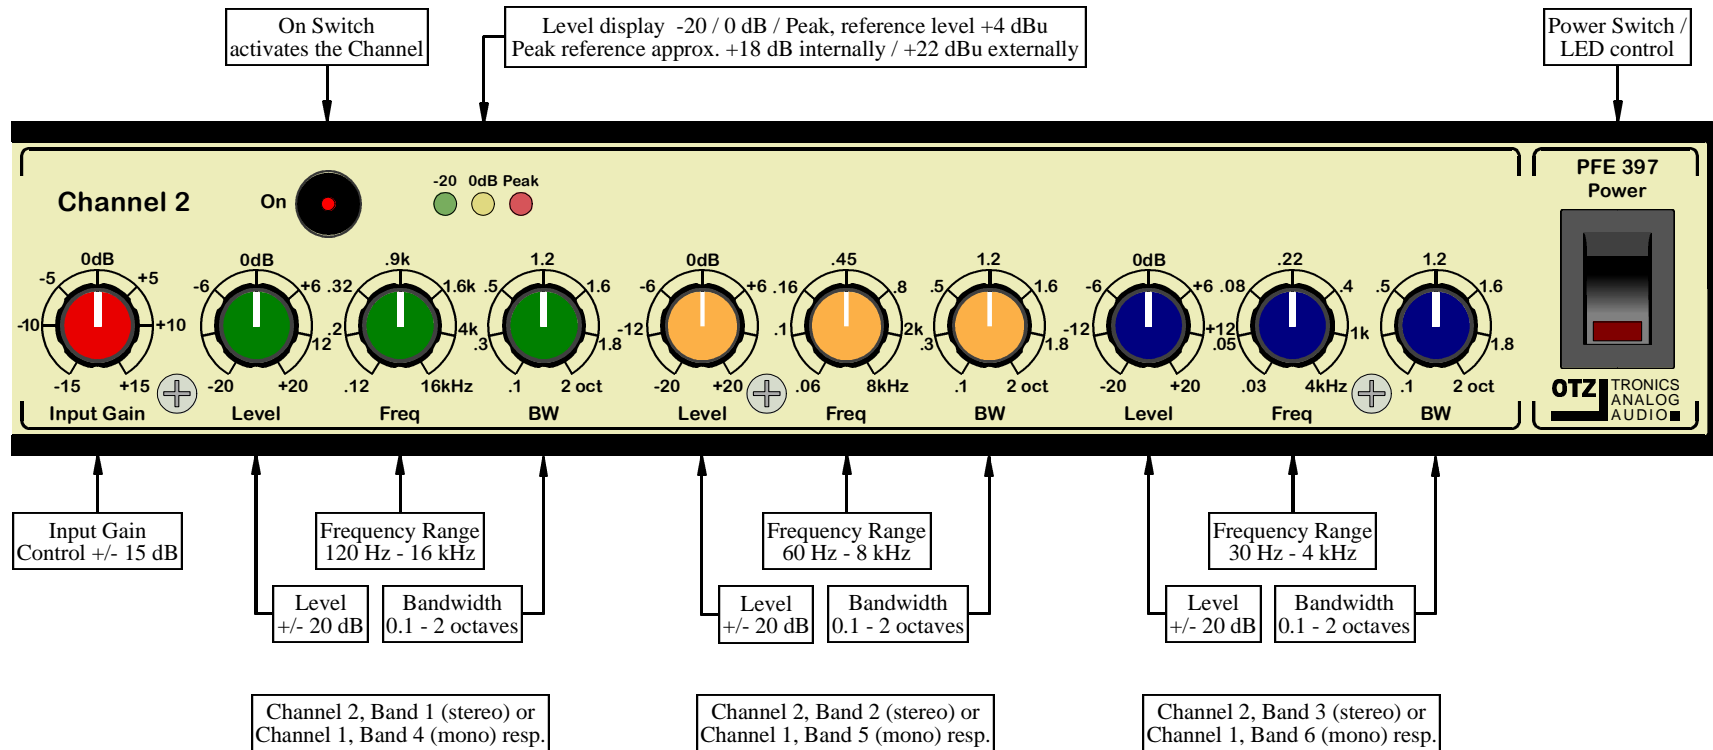 On Switch
activates the Channel
Level display -20 / 0 dB / Peak, reference level +4 dBu
Peak reference approx. +18 dB internally / +22 dBu externally
Power Switch /
LED control
Channel 2
On
-20 0dB Peak
PFE 397
Power
0dB
-5 +5
-10 +10
-15 +15
Input Gain
0dB
-6 +6
12
-20 +20
Level
.9k
.32 1.6k
.2 4k
.12 16kHz
Freq
1.2
.5 1.6
.3 1.8
.1 2 oct
BW
0dB
-6 +6
-12
-20 +20
Level
.45
.16 .8
.1 2k
.06 8kHz
Freq
1.2
.5 1.6
.3 1.8
.1 2 oct
BW
0dB
-6 +6
-12 +12
-20 +20
Level
.22
.08 .4
.05 1k
.03 4kHz
Freq
1.2
.5 1.6
1.8
.1 2 oct
BW
OTZ
TRONICS
ANALOG
AUDIO
Input Gain
Control +/- 15 dB
Frequency Range
120 Hz - 16 kHz
Frequency Range
60 Hz - 8 kHz
Frequency Range
30 Hz - 4 kHz
Level
+/- 20 dB
Bandwidth
0.1 - 2 octaves
Level
+/- 20 dB
Bandwidth
0.1 - 2 octaves
Level
+/- 20 dB
Bandwidth
0.1 - 2 octaves
Channel 2, Band 1 (stereo) or
Channel 1, Band 4 (mono) resp.
Channel 2, Band 2 (stereo) or
Channel 1, Band 5 (mono) resp.
Channel 2, Band 3 (stereo) or
Channel 1, Band 6 (mono) resp.